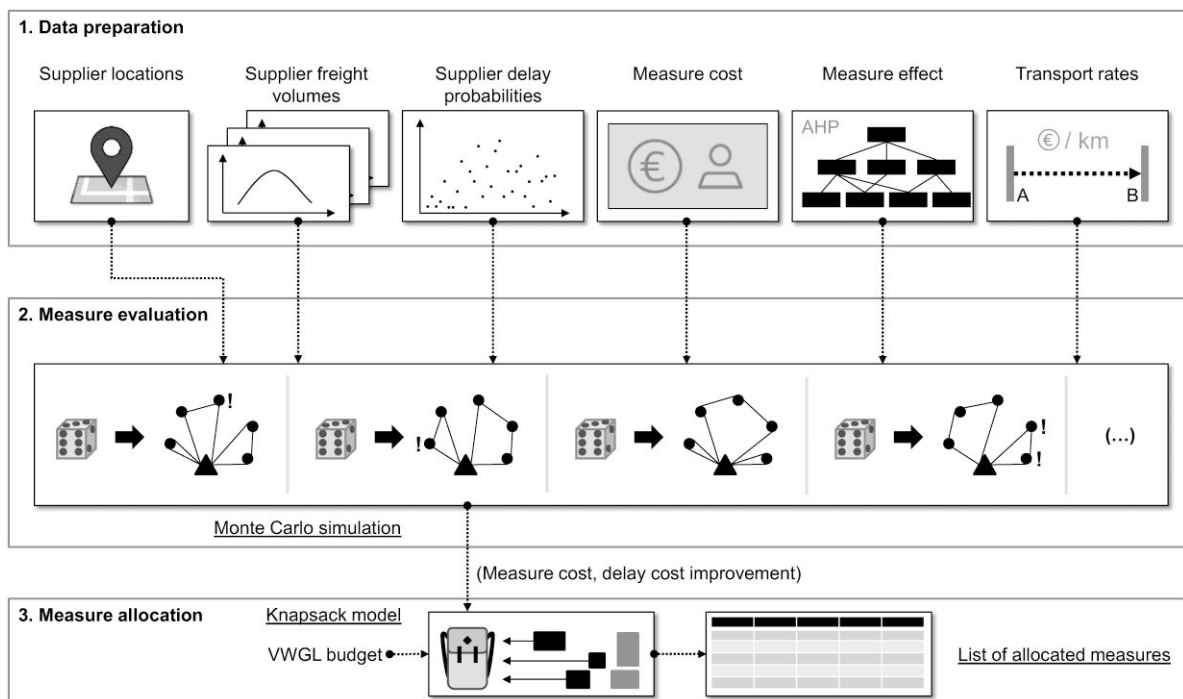 1. Data preparation
Supplier locations
Supplier freight
volumes
Supplier delay
probabilities
Measure cost
Measure effect
Transport rates
AHP
€
€ / km
A
B
2. Measure evaluation
!
!
!
!
(...)
Monte Carlo simulation
(Measure cost, delay cost improvement)
3. Measure allocation
Knapsack model
VWGL budget
List of allocated measures